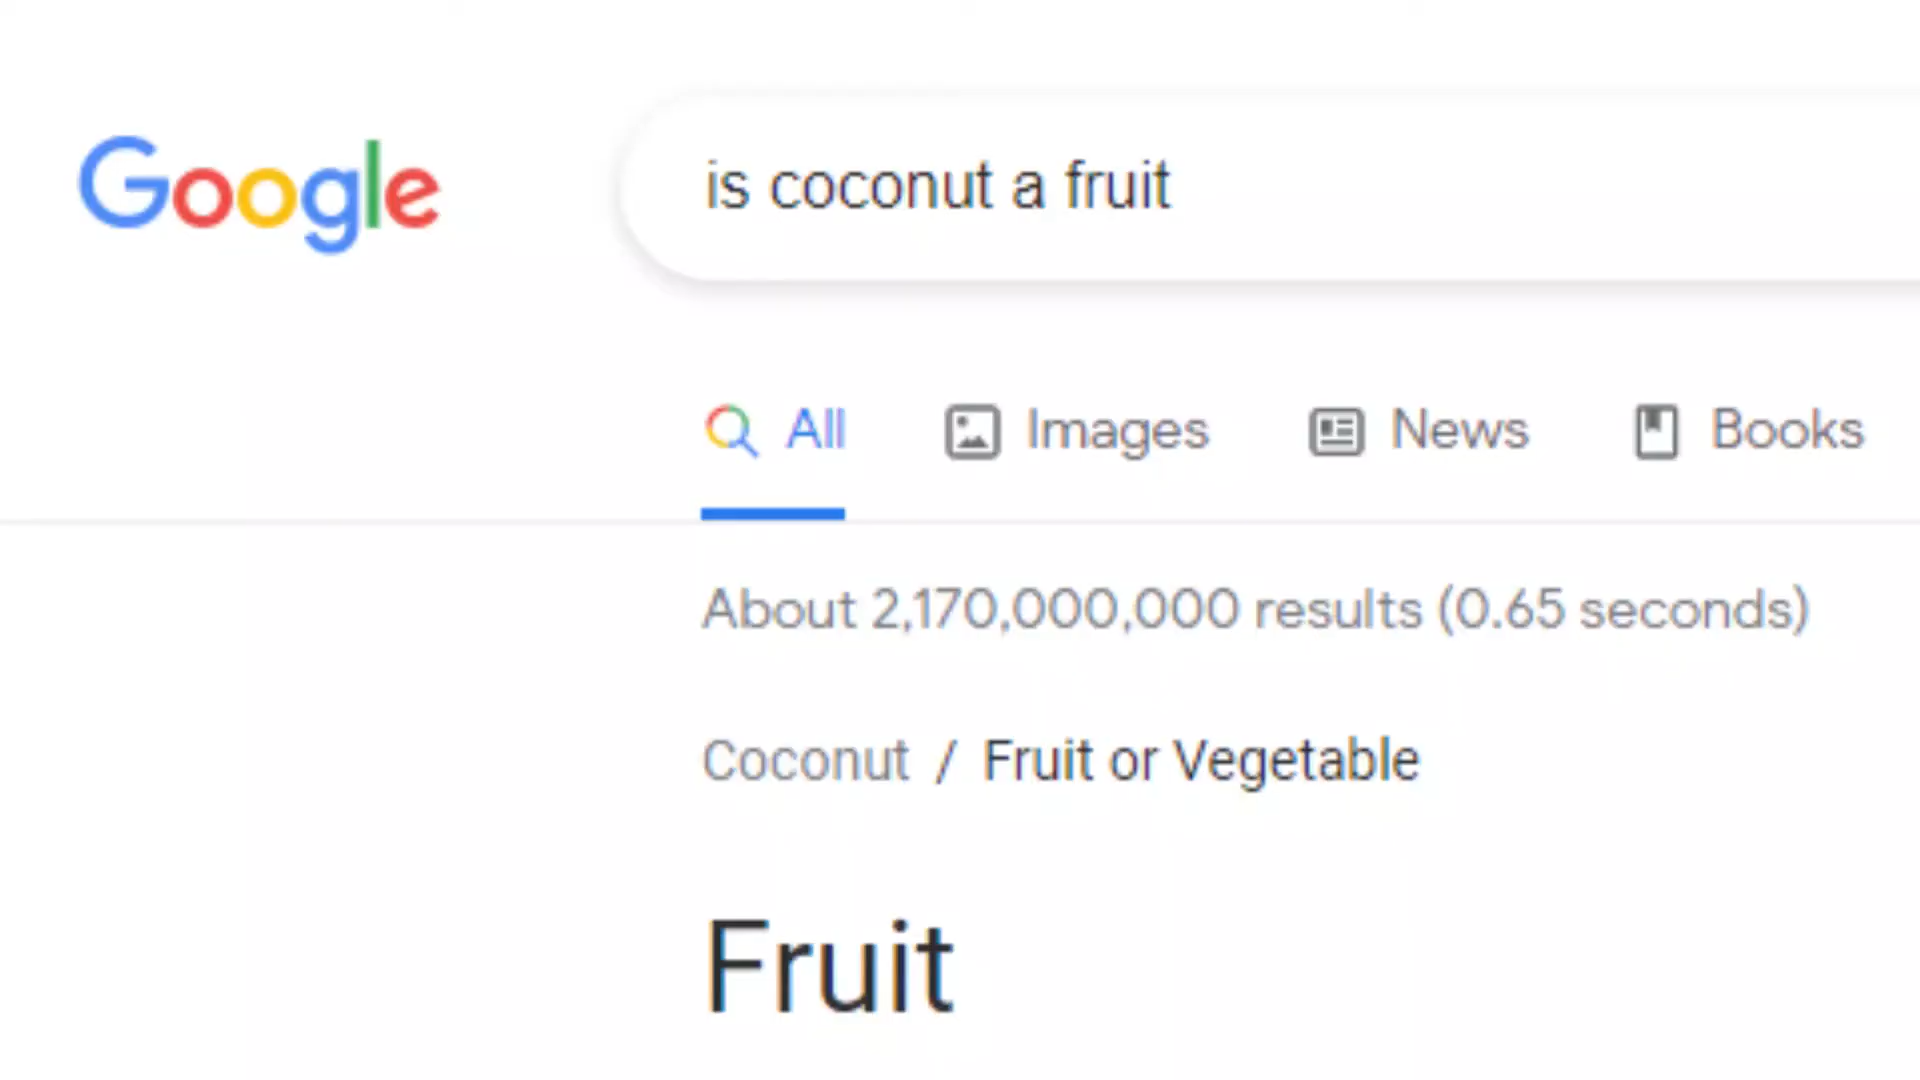 Google
is coconut a fruit
All Images News Books
About 2,170,000,000 results (0.65 seconds)
Coconut / Fruit or Vegetable
Fruit